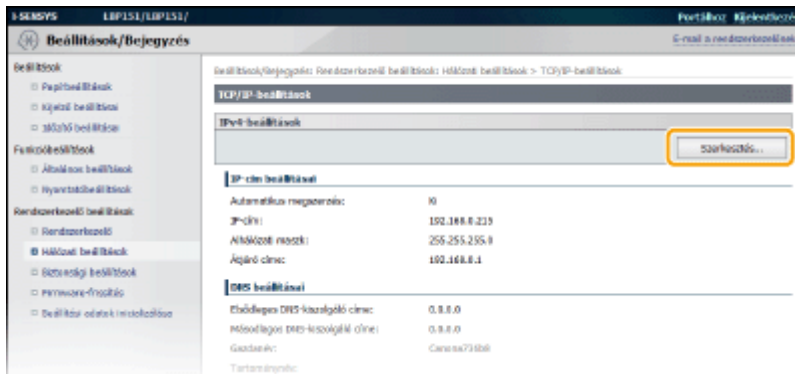 i-SENSYS LBP151/LBP151/ Portálhoz Kijelentkezés
Beállítások/Bejegyzés E-mail a rendszerkezelőnek
Beállítások
Papírbeállítások
Kijelző beállításai
Időzítő beállításai
Funkcióbeállítások
Általános beállítások
Nyomtatóbeállítások
Rendszerkezelő beállítások
Rendszerkezelő
Hálózati beállítások
Biztonsági beállítások
Firmware-frissítés
Beállítási adatok inicializálása
Beállítások/Bejegyzés: Rendszerkezelő beállítások: Hálózati beállítások > TCP/IP-beállítások
TCP/IP-beállítások
IPv4-beállítások
Szerkesztés...
IP-cím beállításai
Automatikus megszerzés: Ki
IP-cím: 192.168.0.215
Alhálózati maszk: 255.255.255.0
Átjáró címe: 192.168.0.1
DNS beállításai
Elsődleges DNS-kiszolgáló címe: 0.0.0.0
Másodlagos DNS-kiszolgáló címe: 0.0.0.0
Gazdanév:
Tartománynév: